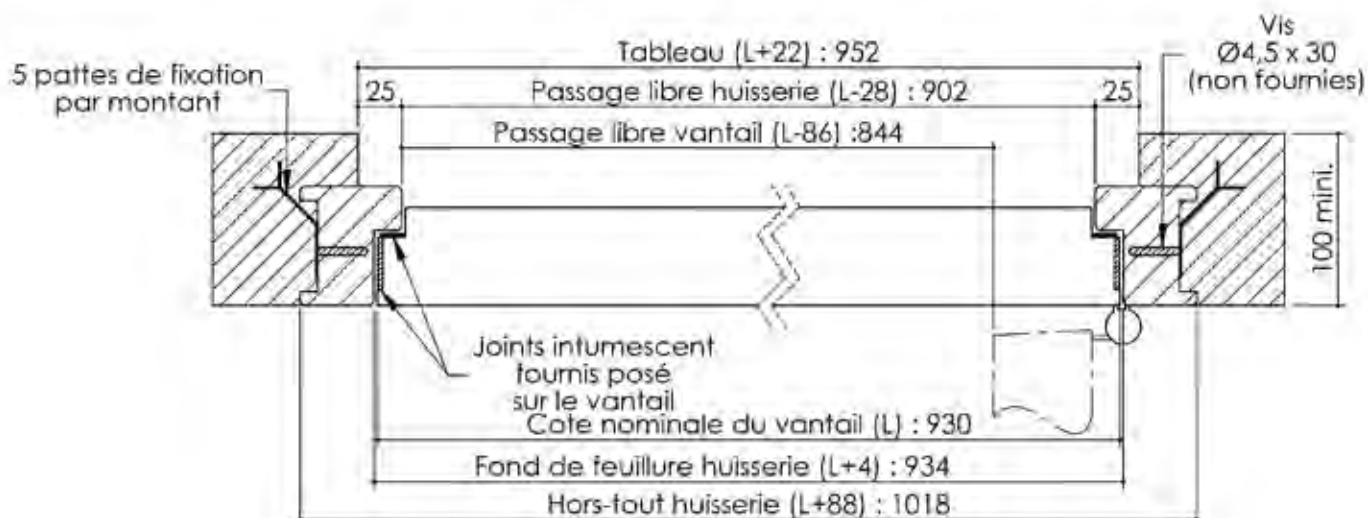 Tableau (L+22) : 952
Vis
Ø4,5 x 30
(non fournies)
5 pattes de fixation
par montant
25
Passage libre huisserie (L-28) : 902
25
Passage libre vantail (L-86) :844
100 mini.
Joints intumescent
fournis posé
sur le vantail
Cote nominale du vantail (L) : 930
Fond de feuillure huisserie (L+4) : 934
Hors-tout huisserie (L+88) : 1018